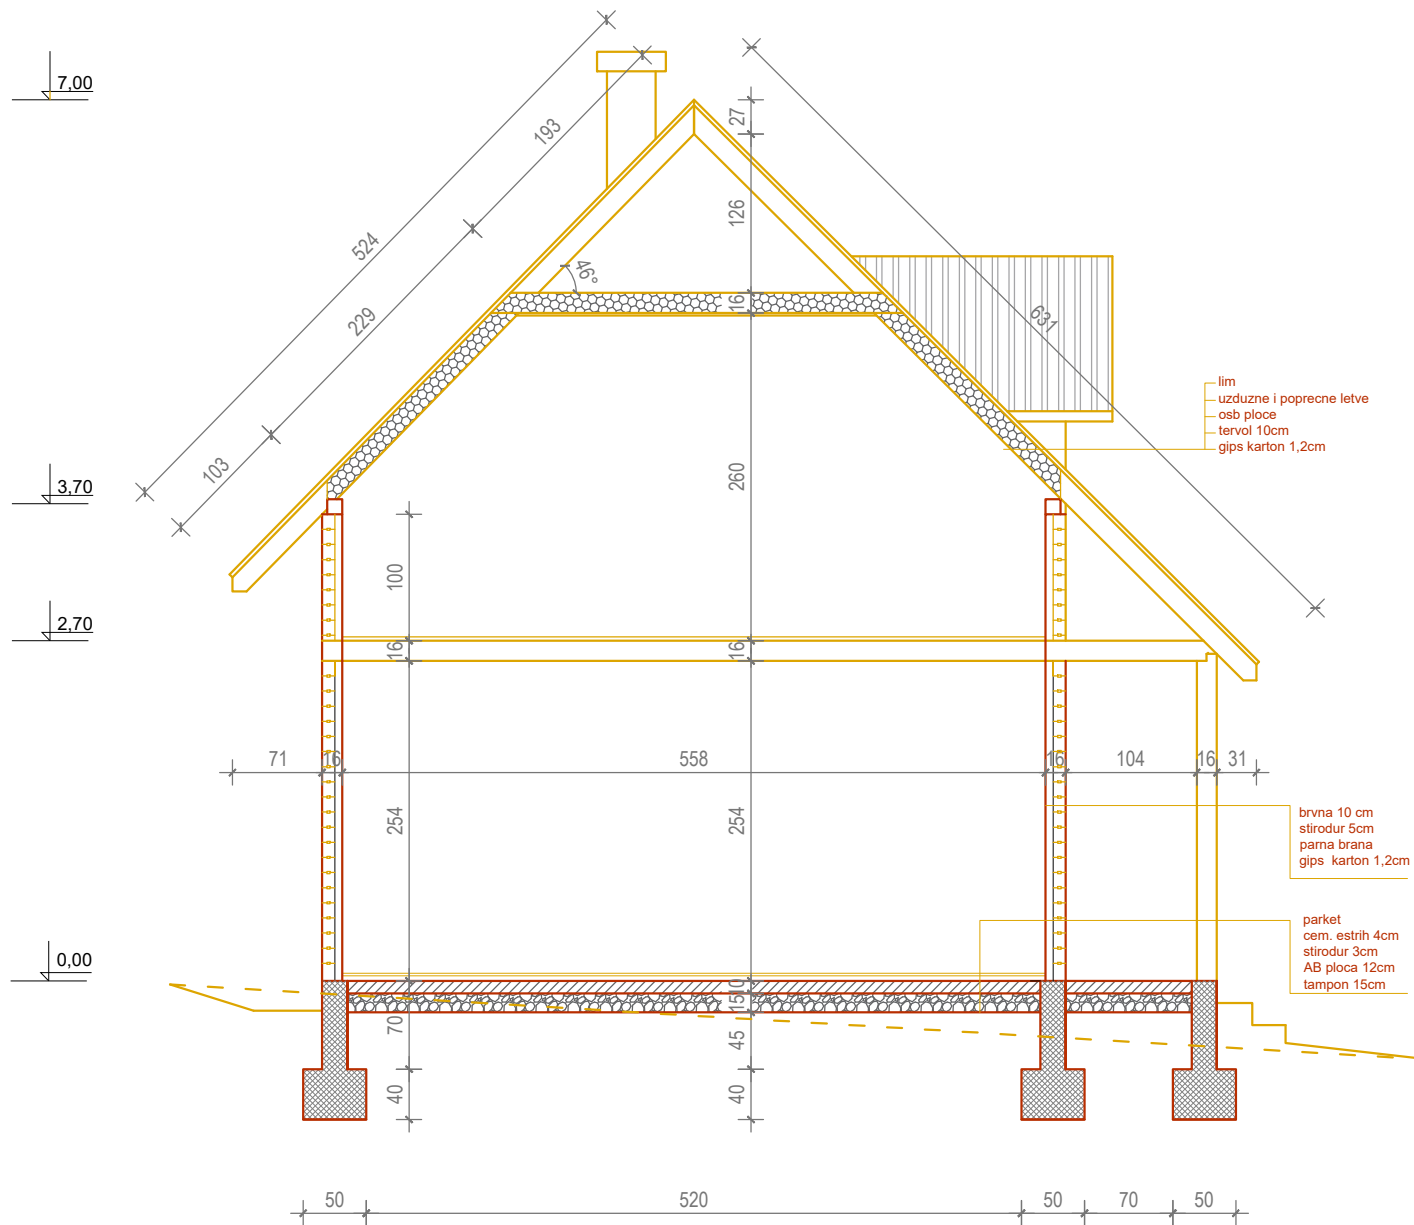 7,00
3,70
2,70
0,00
524
193
229
103
631
46°
27
126
16
260
16
254
1510
45
40
100
16
254
70
40
lim
uzduzne i poprecne letve
osb ploce
tervol 10cm
gips karton 1,2cm
71 16 558 16 104 16 31
brvna 10 cm
stirodur 5cm
parna brana
gips karton 1,2cm
parket
cem. estrih 4cm
stirodur 3cm
AB ploca 12cm
tampon 15cm
50 520 50 70 50